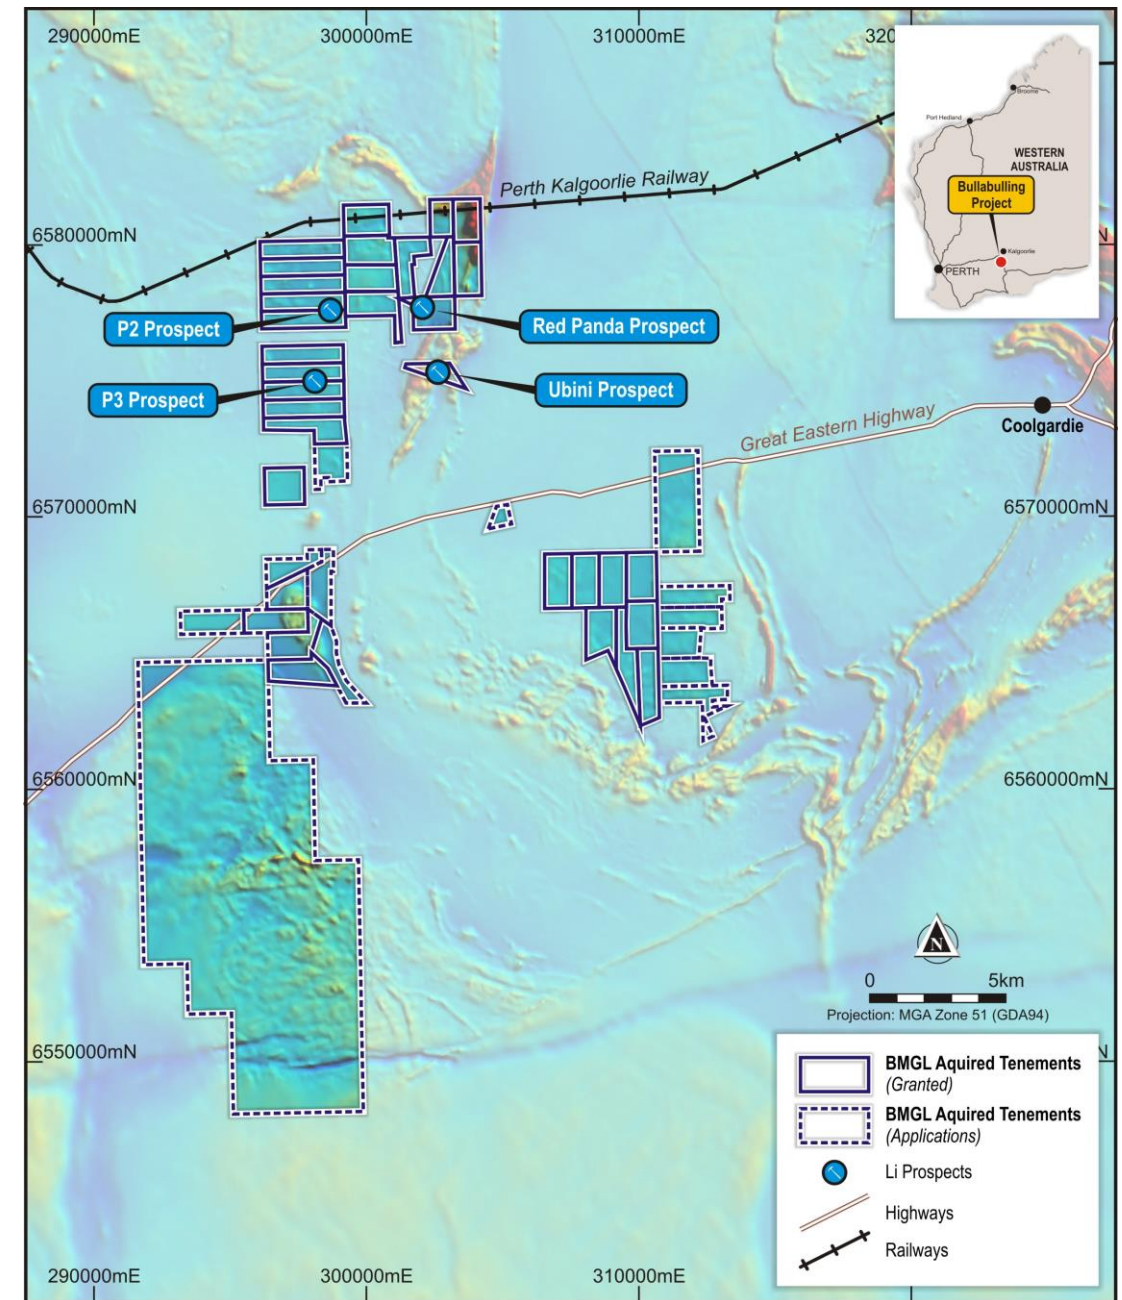 290000mE
300000mE
310000mE
320
Broome
Port Hedland
WESTERN
AUSTRALIA
Bullabulling
Project
Kalgoorlie
PERTH
Perth Kalgoorlie Railway
6580000mN
N
P2 Prospect
Red Panda Prospect
P3 Prospect
Ubini Prospect
Great Eastern Highway
Coolgardie
6570000mN
6570000mN
6560000mN
6560000mN
N
0
5km
Projection: MGA Zone 51 (GDA94)
6550000mN
N
BMGL Aquired Tenements
(Granted)
BMGL Aquired Tenements
(Applications)
Li Prospects
Highways
Railways
290000mE
300000mE
310000mE